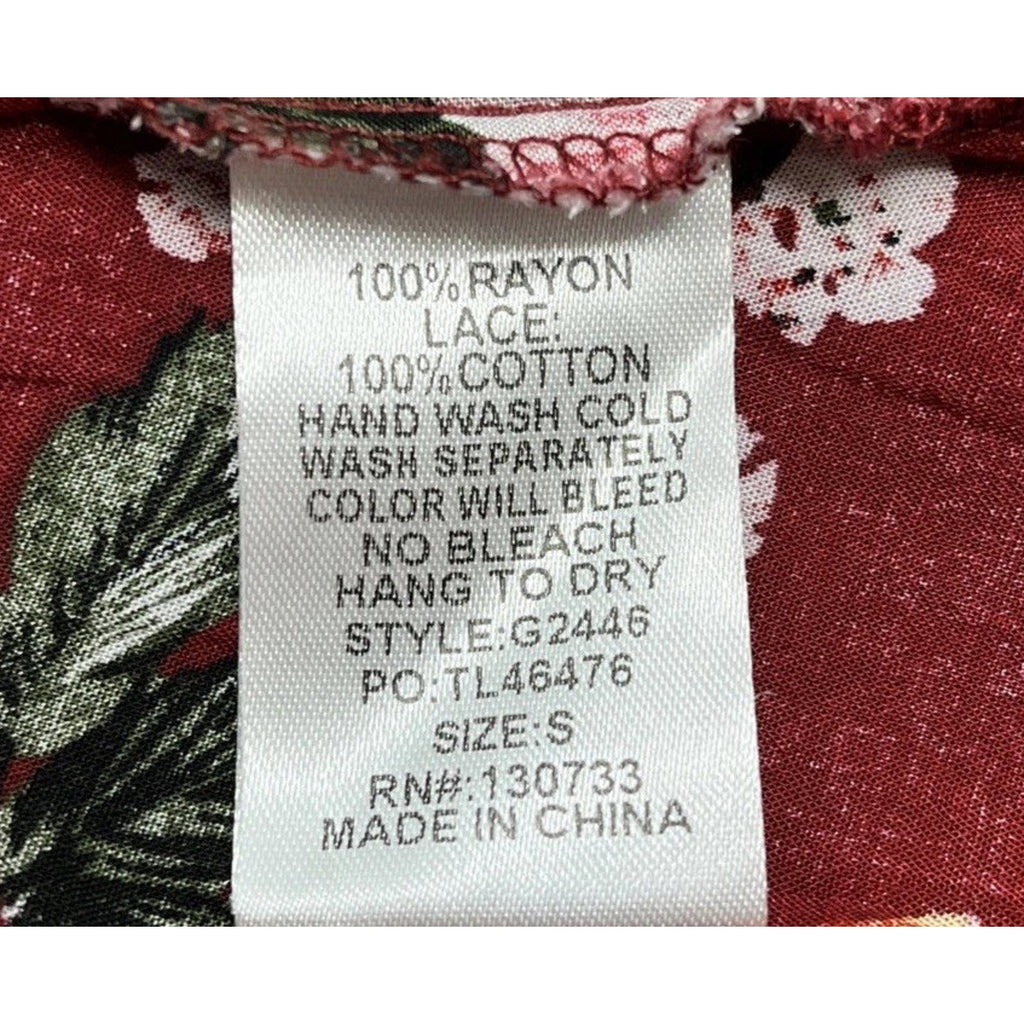 100% RAYON
LACE:
100% COTTON
HAND WASH COLD
WASH SEPARATELY
COLOR WILL BLEED
NO BLEACH
HANG TO DRY
STYLE:G2446
PO:TL46476
SIZE:S
RN#:130733
MADE IN CHINA